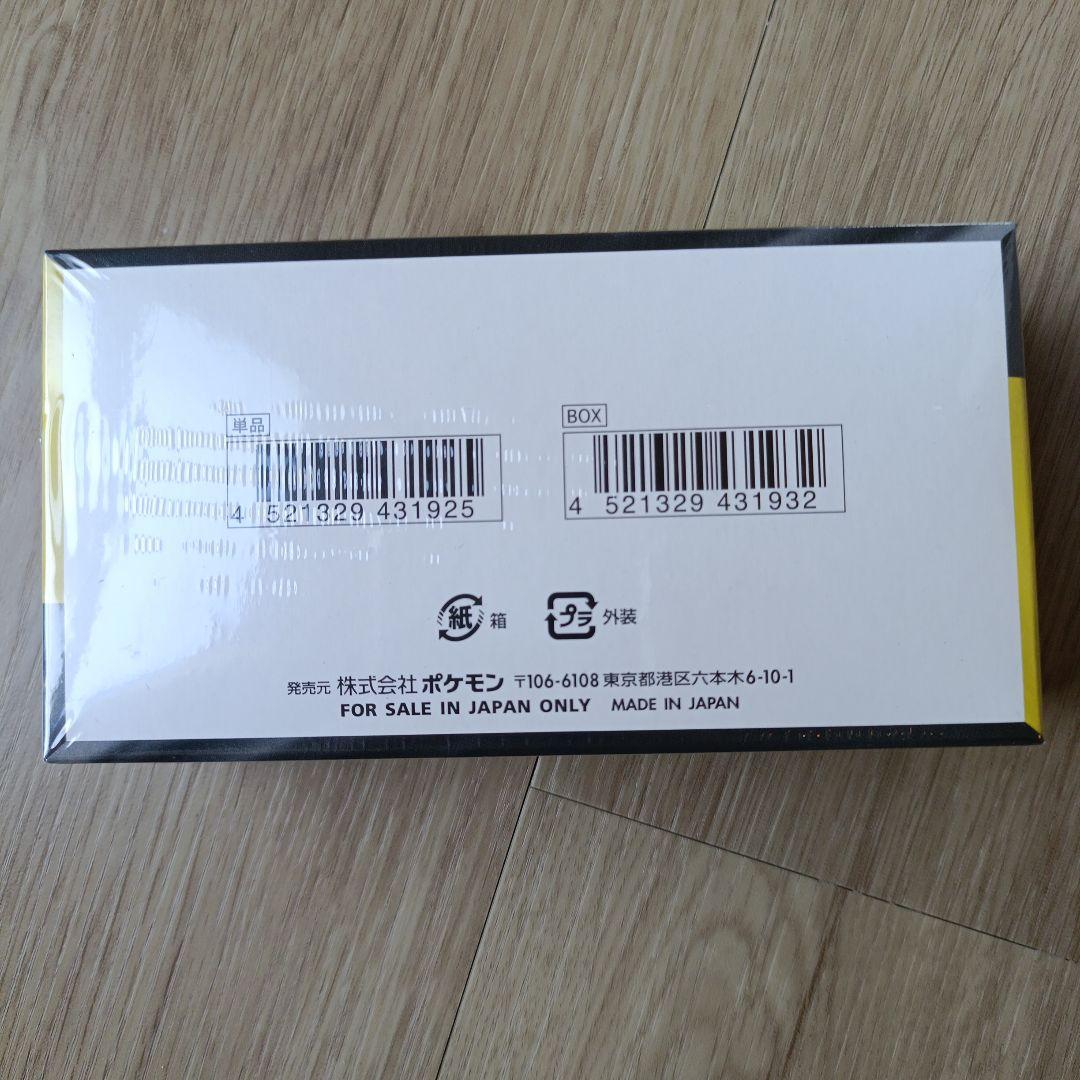 単品
4 521329 431925
BOX
4 521329 431932
紙 箱
プラ 外装
発売元 株式会社ポケモン 〒106-6108 東京都港区六本木6-10-1
FOR SALE IN JAPAN ONLY MADE IN JAPAN